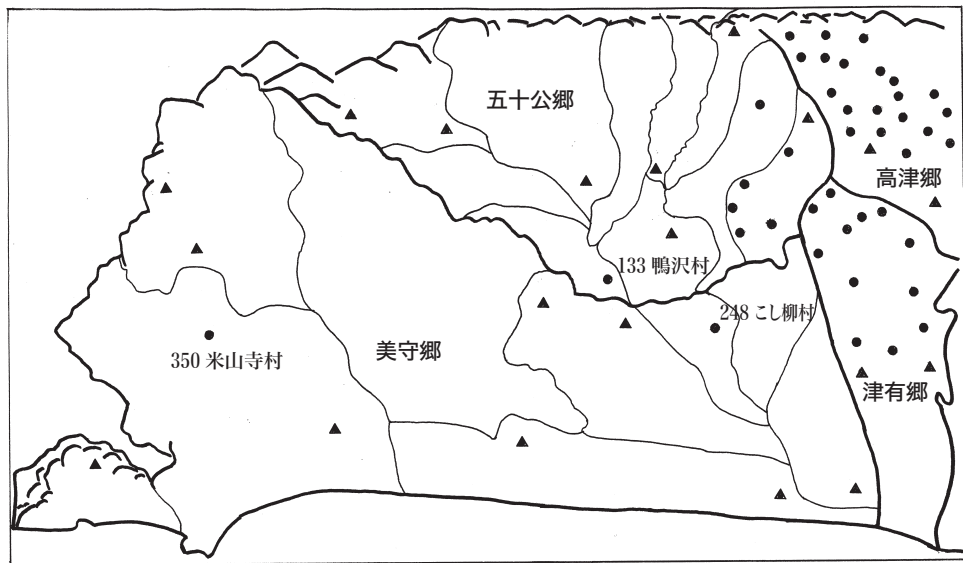 五十公郷
高津郷
133 鴨沢村
248 こし柳村
美守郷
350 米山寺村
津有郷